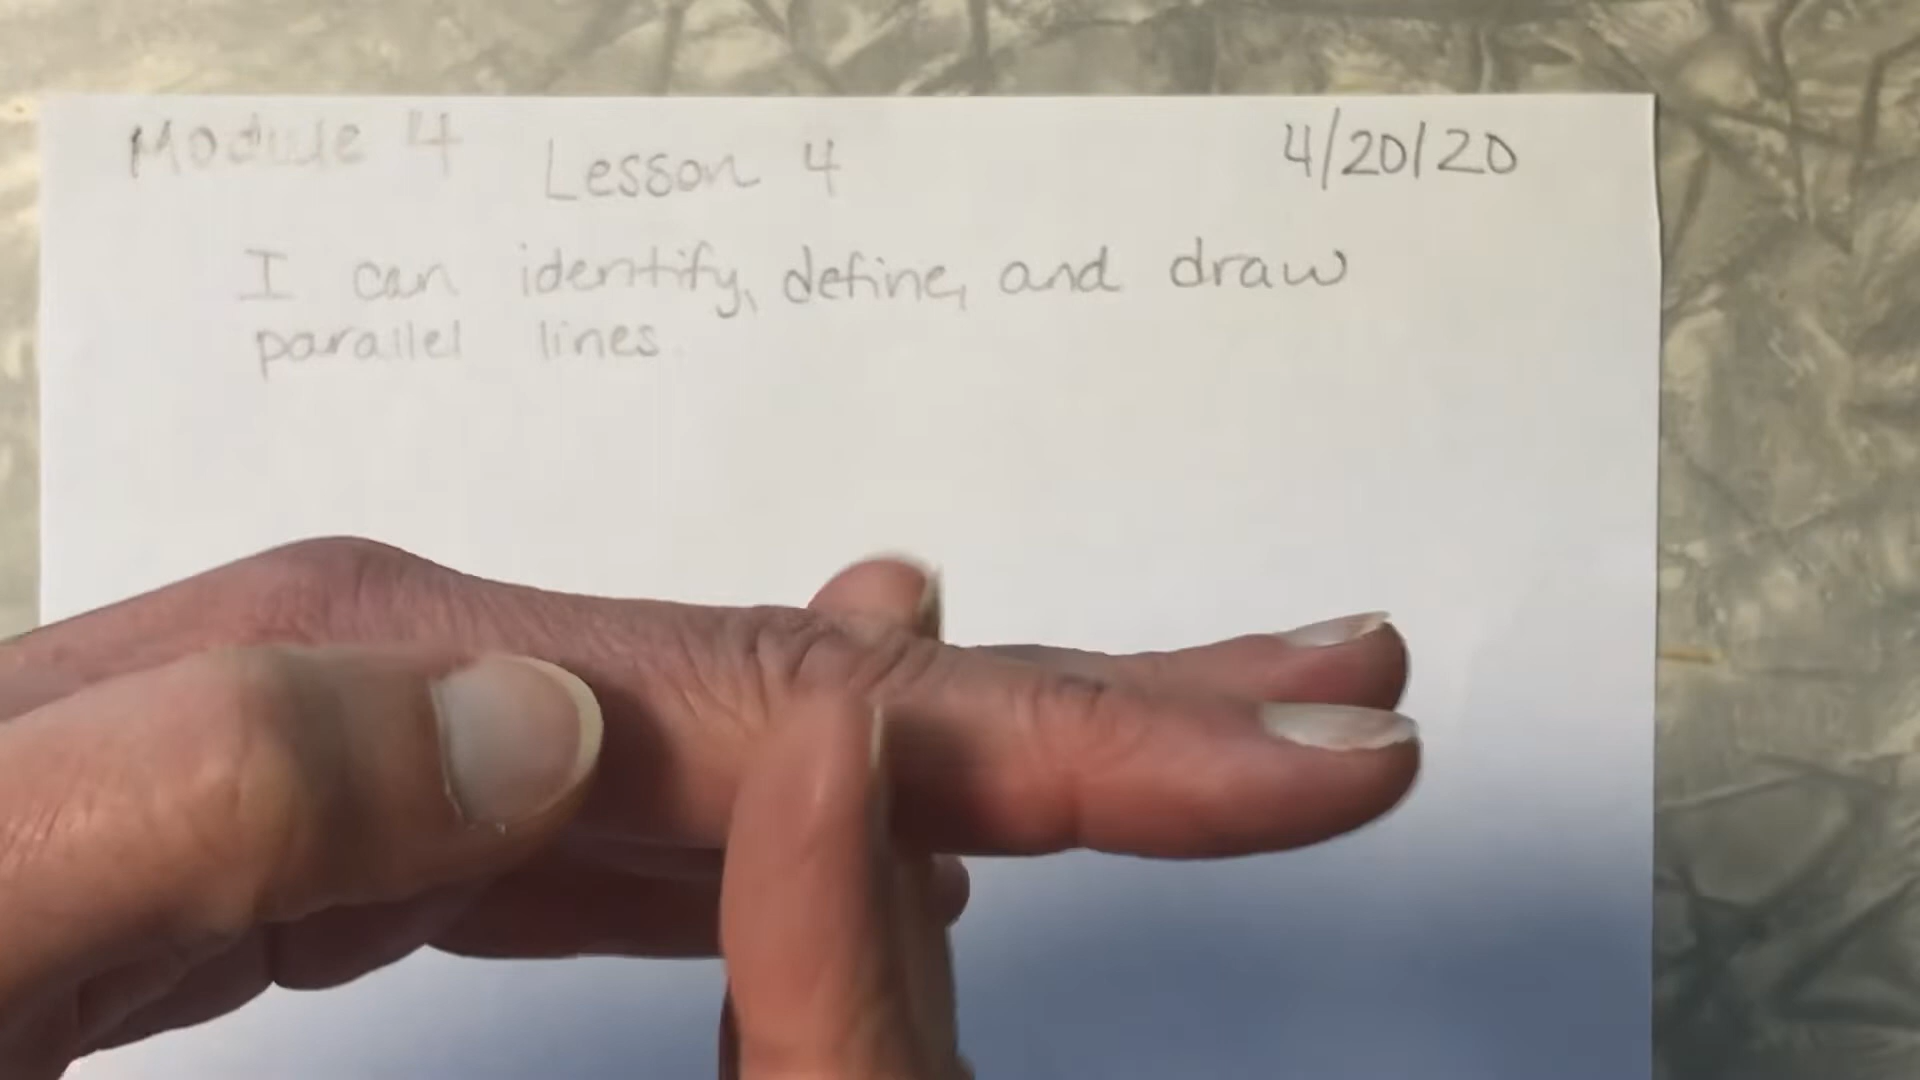 Module 4 Lesson 4 4/20/20
I can identify, define, and draw
parallel lines.